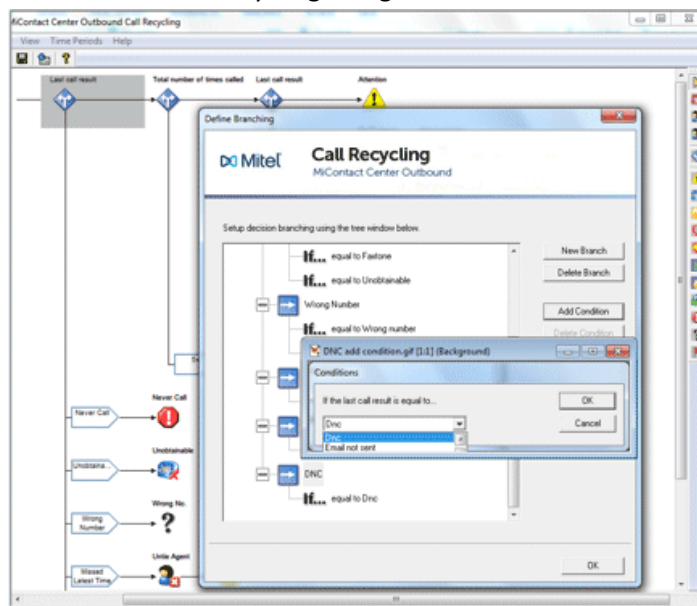 MiContact Center Outbound Call Recycling
View Time Periods Help
Last call result
Total number of times called
Last call result
Attention
Define Branching
Mitel
Call Recycling
MiContact Center Outbound
Setup decision branching using the tree window below.
If... equal to Faxtone
If... equal to Unobtainable
Wrong Number
If... equal to Wrong number
New Branch
Delete Branch
Add Condition
Delete Condition
DNC add condition.gif [1:1] (Background)
Conditions
If the last call result is equal to...
Dnc
Dnc
Email not sent
OK
Cancel
DNC
If... equal to Dnc
OK
Never Call
Never Call
Unobtainable
Unobtaina...
Wrong No.
Wrong
Number
Untie Agent
Missed
Latest Time